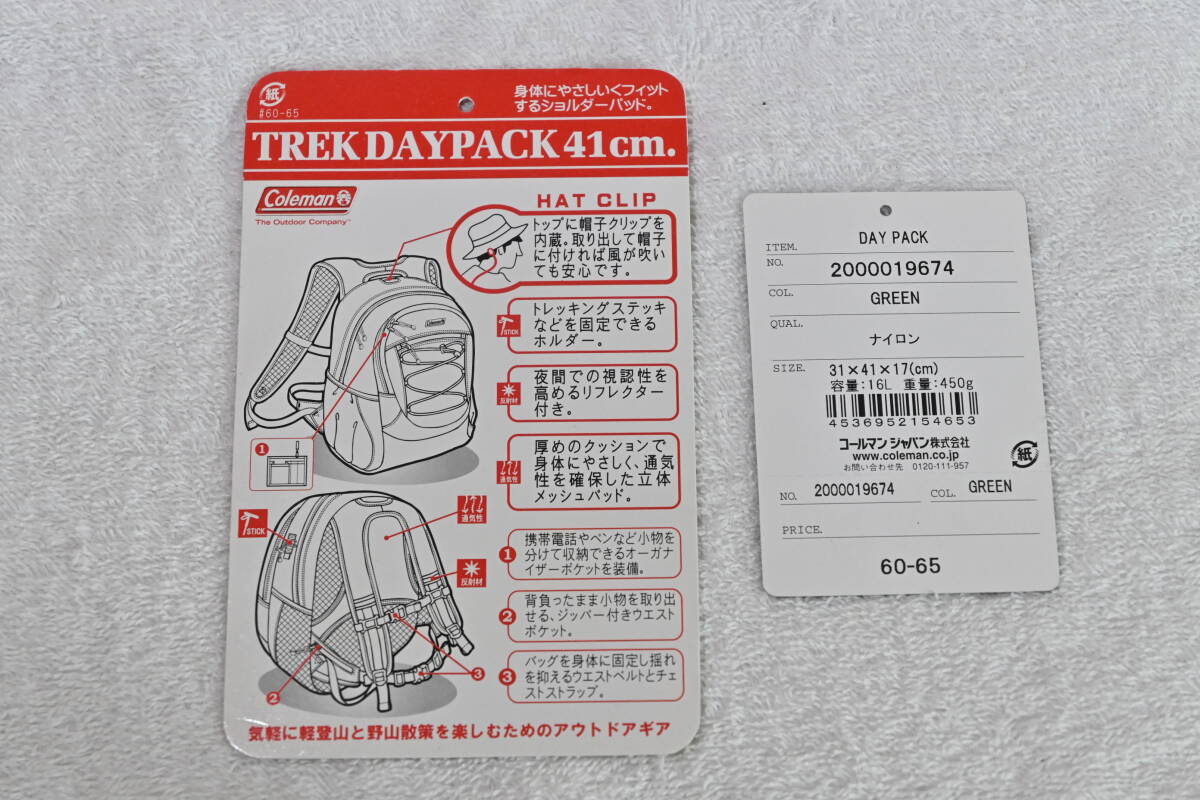 紙
#60-65
身体にやさしいくフィット
するショルダーパッド。
TREK DAYPACK 41cm.
Coleman
The Outdoor Company™
HAT CLIP
トップに帽子クリップを
内蔵。取り出して帽子
に付ければ風が吹い
ても安心です。
Coleman
STICK
トレッキングステッキ
などを固定できる
ホルダー。
反射材
夜間での視認性を
高めるリフレクター
付き。
通気性
厚めのクッションで
身体にやさしく、通気
性を確保した立体
メッシュパッド。
1
STICK
通気性
反射材
2
3
1 携帯電話やペンなど小物を
分けて収納できるオーガナ
イザーポケットを装備。
2 背負ったまま小物を取り出
せる、ジッパー付きウエスト
ポケット。
3 バッグを身体に固定し揺れ
を抑えるウエストベルトとチェ
ストストラップ。
気軽に軽登山と野山散策を楽しむためのアウトドアギア
ITEM. DAY PACK
NO. 2000019674
COL. GREEN
QUAL. ナイロン
SIZE. 31×41×17(cm)
容量:16L 重量:450g
4536952154653
コールマン ジャパン株式会社
www.coleman.co.jp
お問い合わせ先 0120-111-957
紙
NO. 2000019674 COL. GREEN
PRICE.
60-65